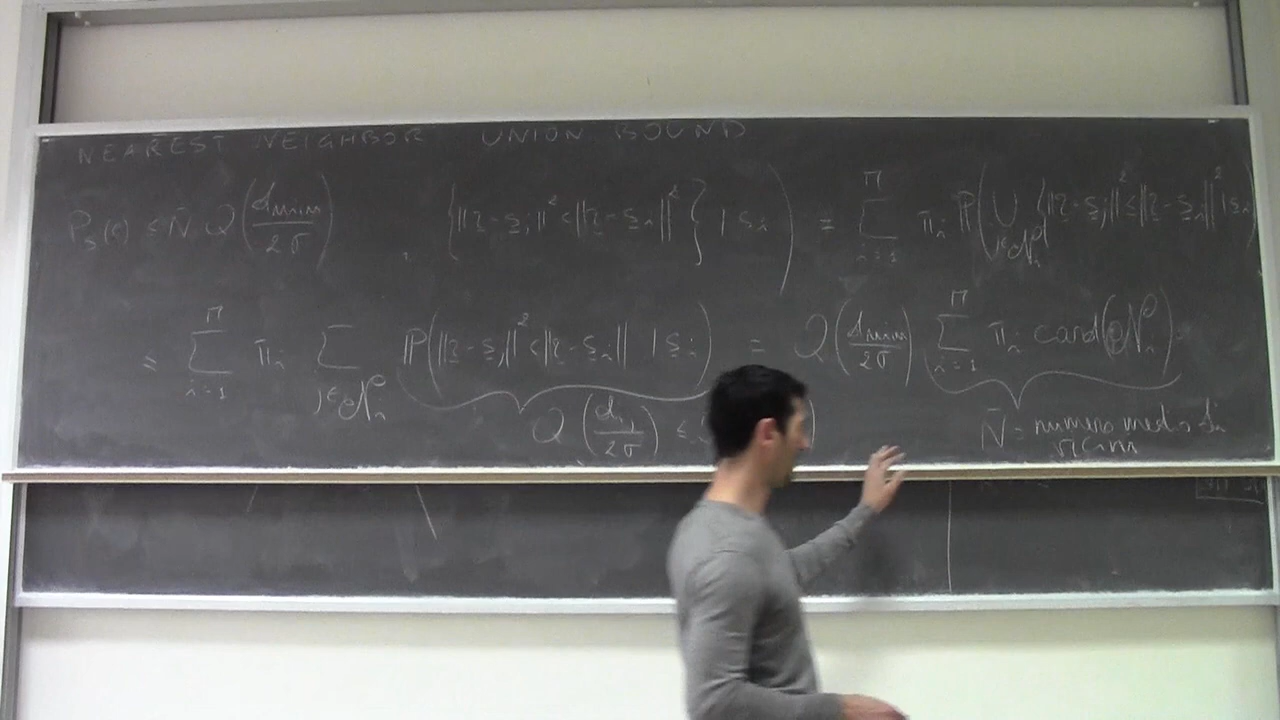 NEAREST NEIGHBOR UNION BOUND
P_s(e) ≤ N̄ Q(d_min/2σ) {||r-s_j||² < ||r-s_i||²} | s_i) = Σ_{i=1}^{M} π_i P(∪_{j∈N_i} {||r-s_j||² ≤ ||r-s_i||² | s_i
≤ Σ_{i=1}^{M} π_i Σ_{j∈N_i} P(||r-s_j||² < ||r-s_i|| | s_i) = Q(d_min/2σ) Σ_{i=1}^{M} π_i card(N_i)
Q(d_ij/2σ) ≤ N̄ = numero medio di
vicini